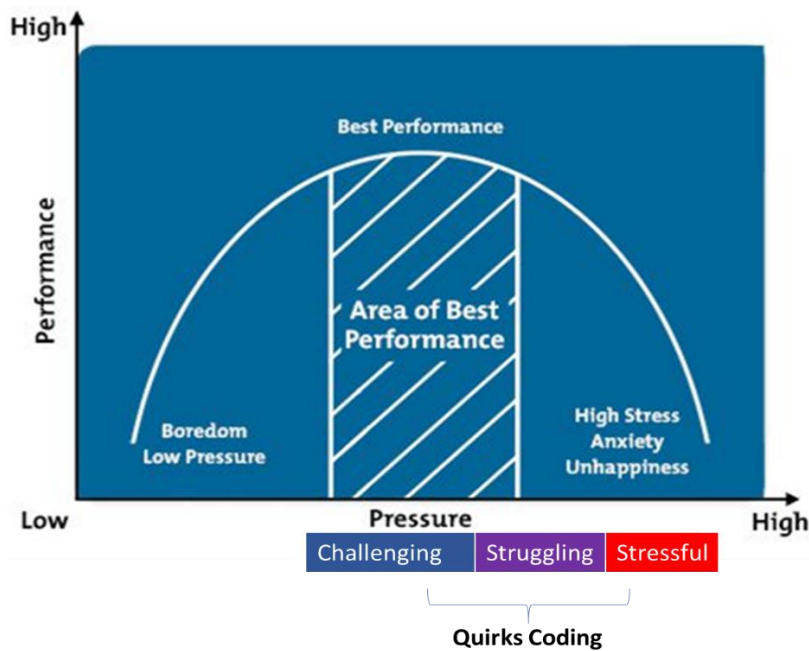 High
Best Performance
Performance
Area of Best
Performance
Boredom
Low Pressure
High Stress
Anxiety
Unhappiness
Low
Pressure
High
Challenging
Struggling
Stressful
Quirks Coding